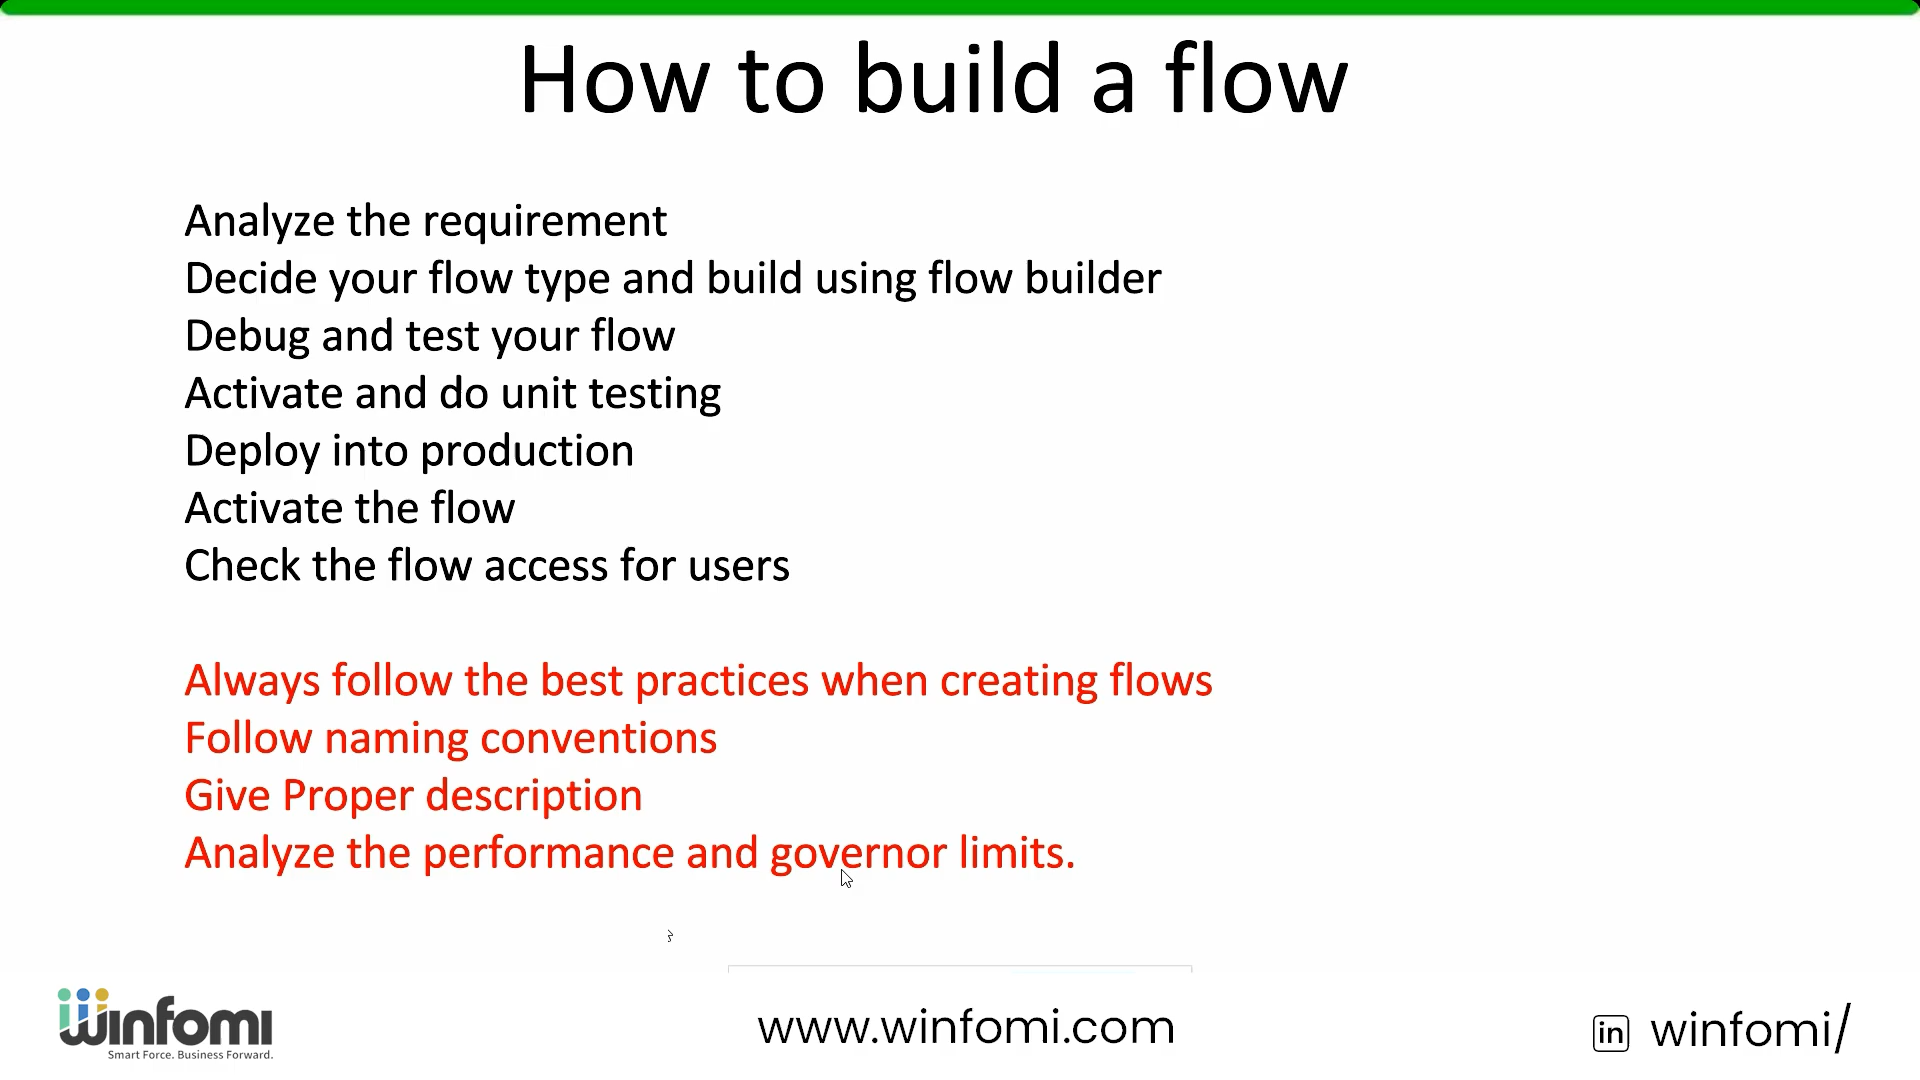 How to build a flow
Analyze the requirement
Decide your flow type and build using flow builder
Debug and test your flow
Activate and do unit testing
Deploy into production
Activate the flow
Check the flow access for users
Always follow the best practices when creating flows
Follow naming conventions
Give Proper description
Analyze the performance and governor limits.
winfomi
Smart Force. Business Forward.
www.winfomi.com
in winfomi/